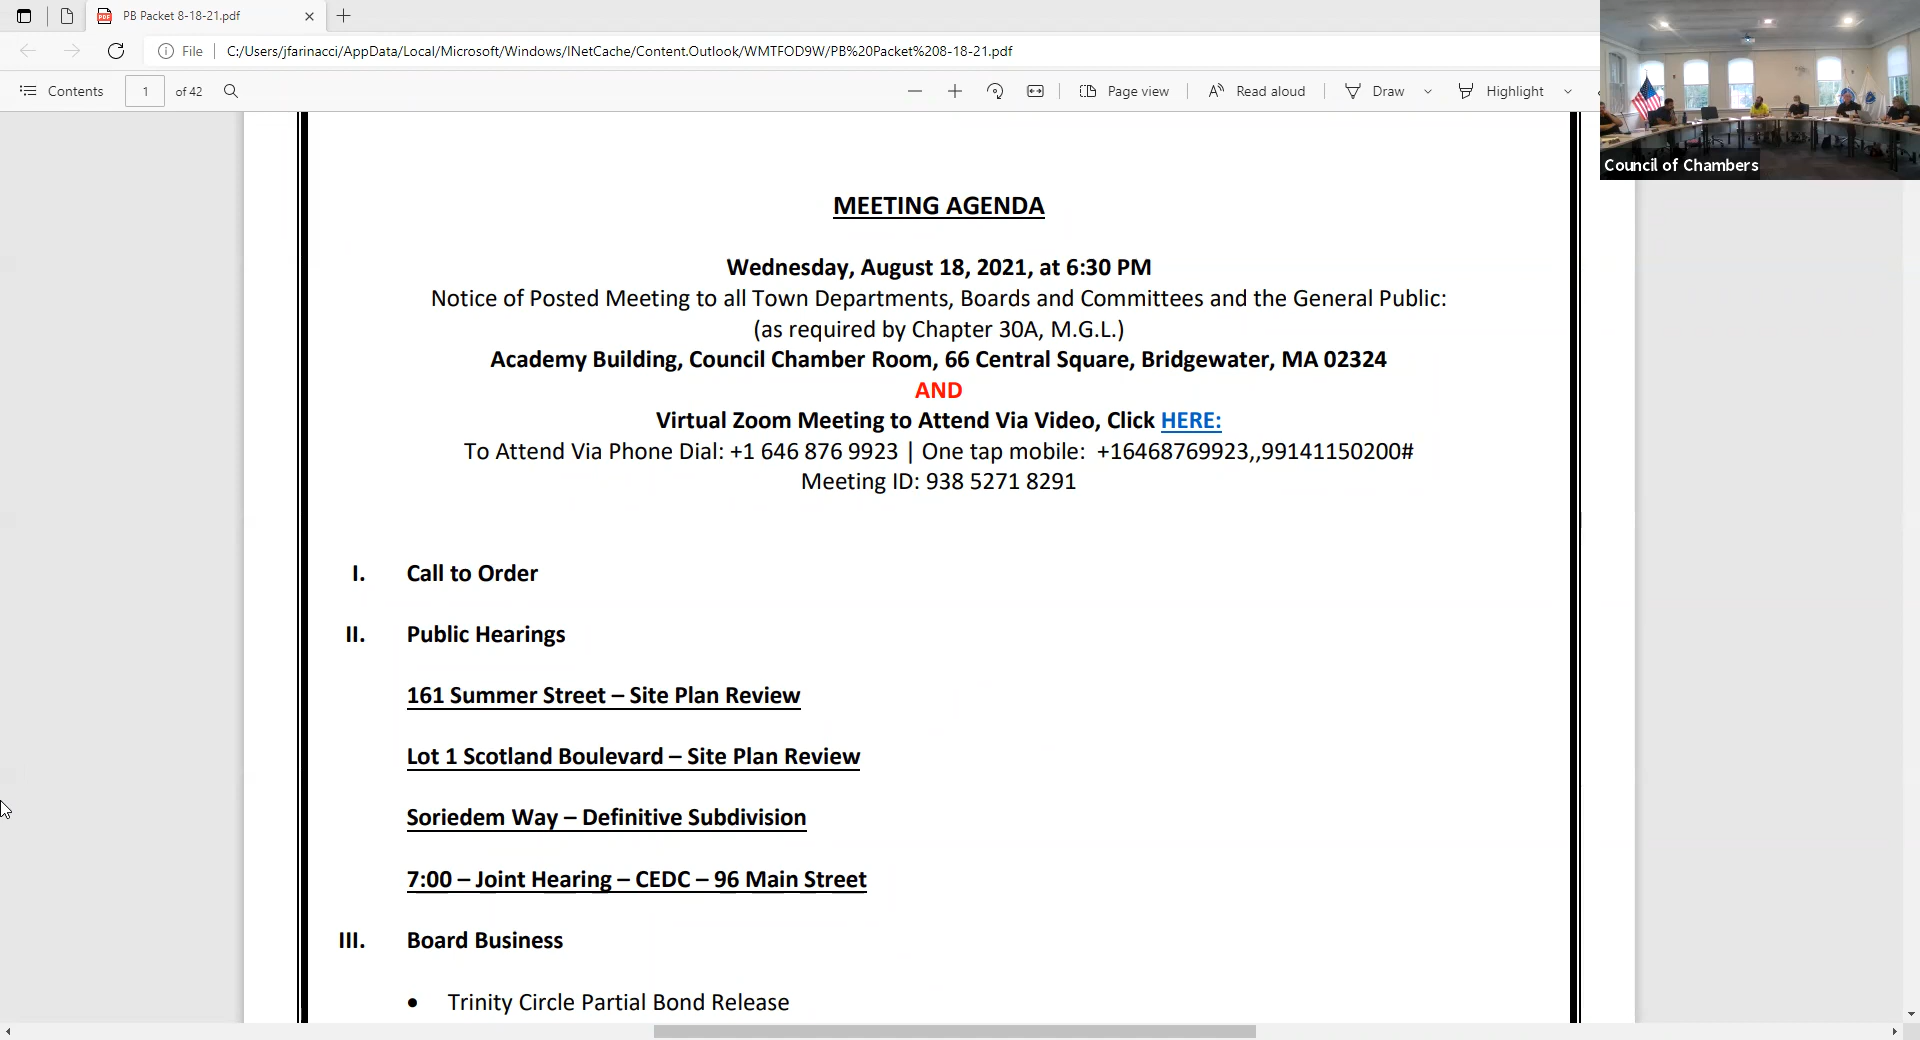 PB Packet 8-18-21.pdf
File
C:/Users/jfarinacci/AppData/Local/Microsoft/Windows/INetCache/Content.Outlook/WMTFOD9W/PB%20Packet%208-18-21.pdf
Contents
1
of 42
Page view
Read aloud
Draw
Highlight
Council of Chambers
MEETING AGENDA
Wednesday, August 18, 2021, at 6:30 PM
Notice of Posted Meeting to all Town Departments, Boards and Committees and the General Public:
(as required by Chapter 30A, M.G.L.)
Academy Building, Council Chamber Room, 66 Central Square, Bridgewater, MA 02324
AND
Virtual Zoom Meeting to Attend Via Video, Click HERE:
To Attend Via Phone Dial: +1 646 876 9923 | One tap mobile: +16468769923,,99141150200#
Meeting ID: 938 5271 8291
I. Call to Order
II. Public Hearings
161 Summer Street – Site Plan Review
Lot 1 Scotland Boulevard – Site Plan Review
Soriedem Way – Definitive Subdivision
7:00 – Joint Hearing – CEDC – 96 Main Street
III. Board Business
• Trinity Circle Partial Bond Release